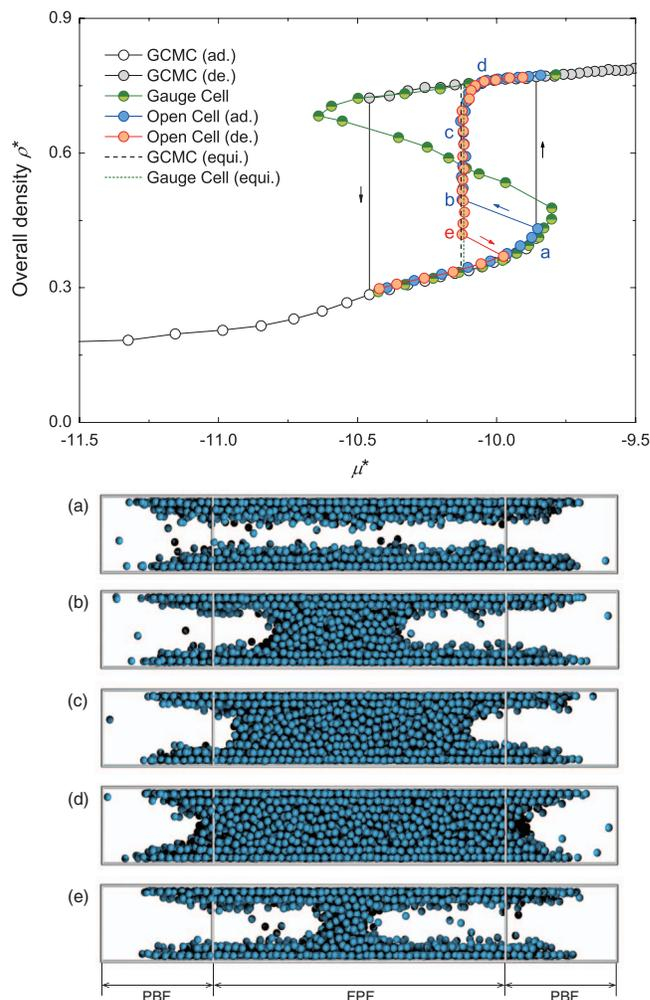 0.9
GCMC (ad.)
GCMC (de.)
Gauge Cell
Open Cell (ad.)
Open Cell (de.)
GCMC (equi.)
Gauge Cell (equi.)
d
c
b
e
a
0.6
0.3
0.0
Overall density ρ*
-11.5 -11.0 -10.5 -10.0 -9.5
μ*
(a)
(b)
(c)
(d)
(e)
PBF EPF PBF